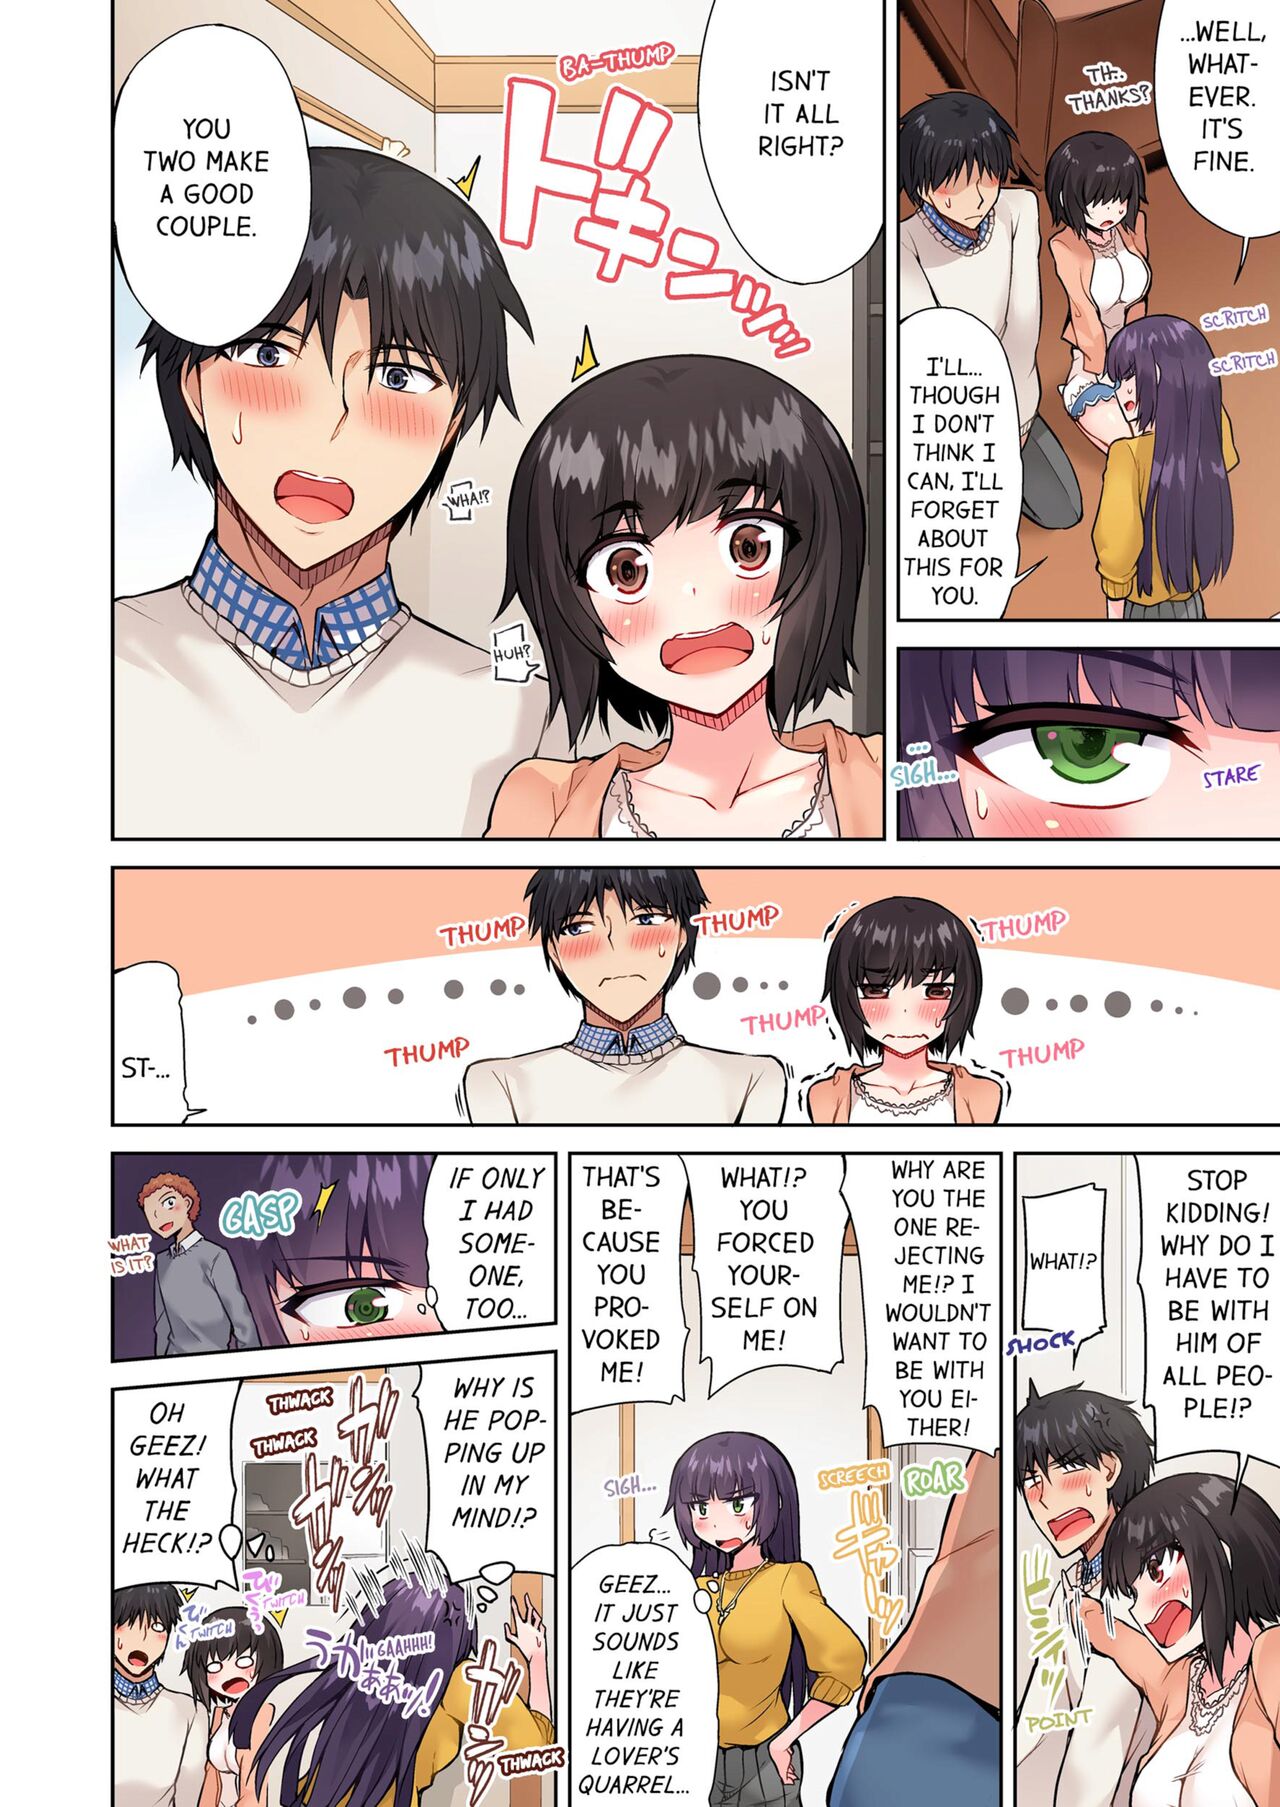 ...WELL,
WHAT-
EVER.
IT'S
FINE.
TH..
THANKS?
SCRITCH
SCRITCH
I'LL...
THOUGH
I DON'T
THINK I
CAN, I'LL
FORGET
ABOUT
THIS FOR
YOU.
...
SIGH...
STARE
ISN'T
IT ALL
RIGHT?
BA-THUMP
ドキンッッ
YOU
TWO MAKE
A GOOD
COUPLE.
WHA!?
HUH?
THUMP
THUMP
THUMP
THUMP
THUMP
THUMP
ST-...
STOP
KIDDING!
WHY DO I
HAVE TO
BE WITH
HIM OF
ALL PEO-
PLE!?
WHAT!?
SHOCK
POINT
WHY ARE
YOU THE
ONE RE-
JECTING
ME!? I
WOULDN'T
WANT TO
BE WITH
YOU EI-
THER!
WHAT!?
YOU
FORCED
YOUR-
SELF ON
ME!
THAT'S
BE-
CAUSE
YOU
PRO-
VOKED
ME!
ROAR
SCREECH
SIGH...
GEEZ...
IT JUST
SOUNDS
LIKE
THEY'RE
HAVING A
LOVER'S
QUARREL...
IF ONLY
I HAD
SOME-
ONE,
TOO...
GASP
WHAT
IS IT?
WHY IS
HE POP-
PING UP
IN MY
MIND!?
THWACK
THWACK
OH
GEEZ!
WHAT
THE
HECK!?
TWITCH
TWITCH
GAAHHH!
THWACK